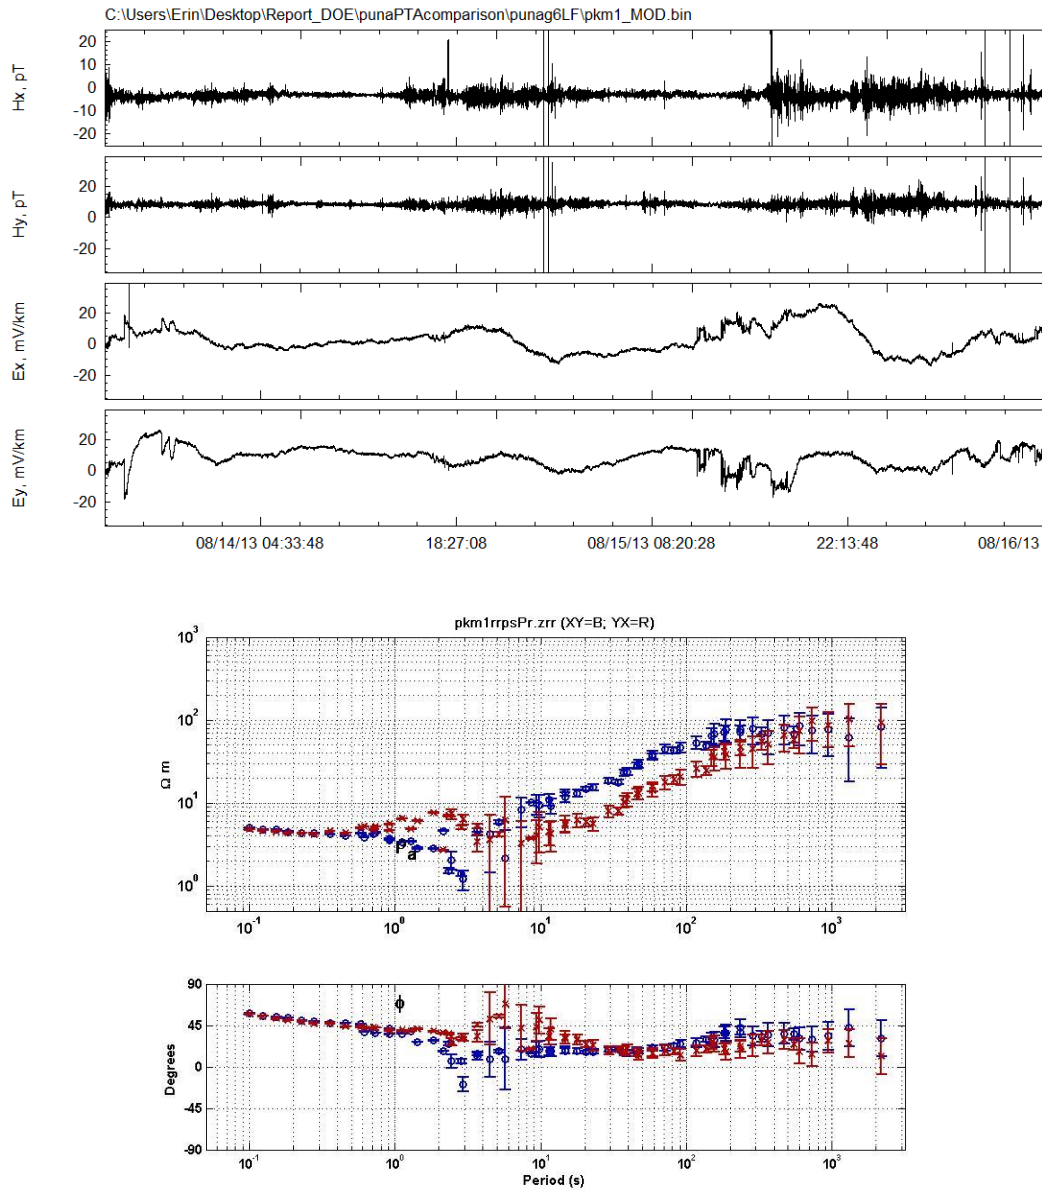 C:\Users\Erin\Desktop\Report_DOE\punaPTAcomparison\punag6LF\pkm1_MOD.bin
Hx, pT
20
10
0
-10
-20
Hy, pT
20
0
-20
Ex, mV/km
20
0
-20
Ey, mV/km
20
0
-20
08/14/13 04:33:48 18:27:08 08/15/13 08:20:28 22:13:48 08/16/13
pkm1rrpsPr.zrr (XY=B; YX=R)
Ω m
10³
10²
10¹
10⁰
ρa
10⁻¹ 10⁰ 10¹ 10² 10³
ϕ
Degrees
90
45
0
-45
-90
10⁻¹ 10⁰ 10¹ 10² 10³
Period (s)